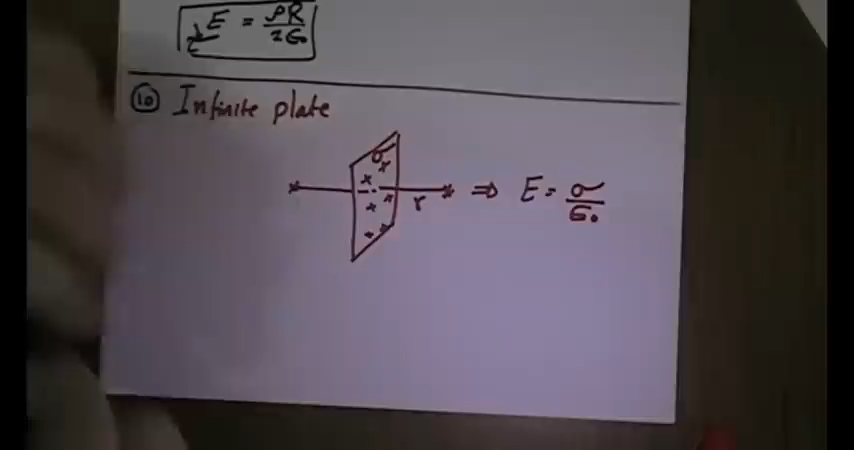 E = ρR/2ε₀
⑩ Infinite plate
σ
r ⇒ E = σ/ε₀